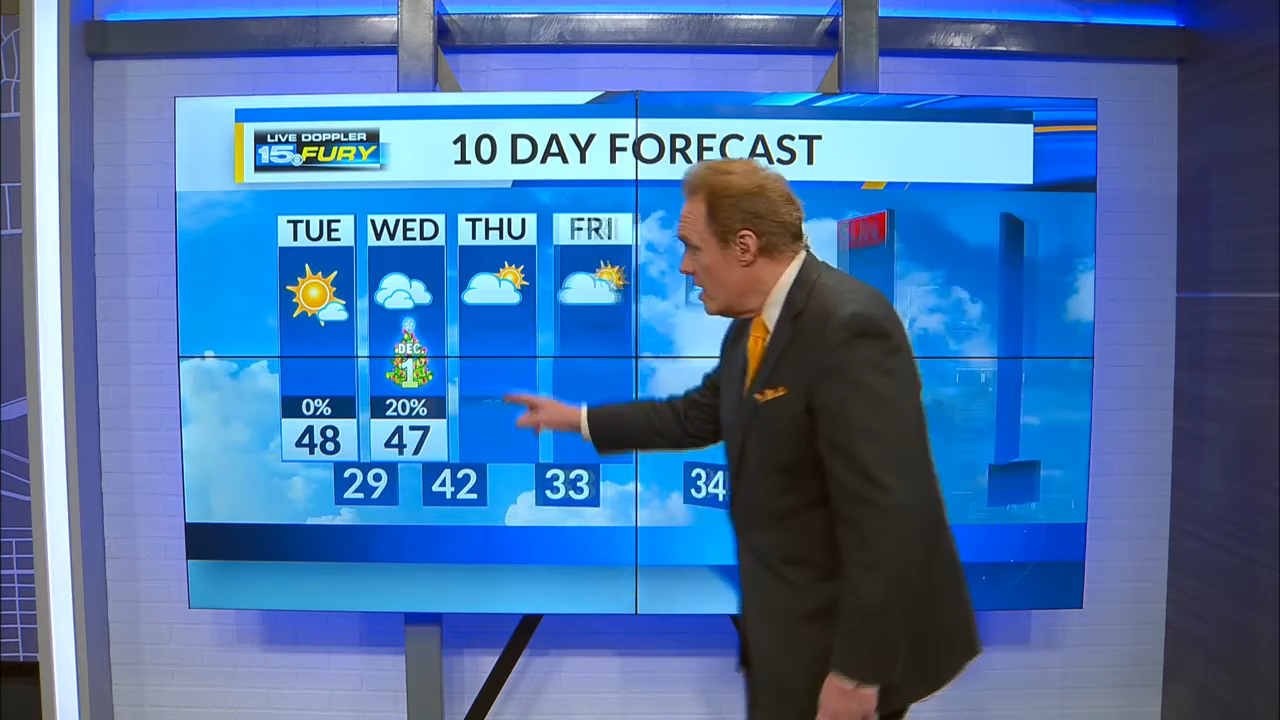 LIVE DOPPLER
15 FURY
10 DAY FORECAST
TUE WED THU FRI SUN
DEC
1
0% 20%
48 47
29 42 33 34